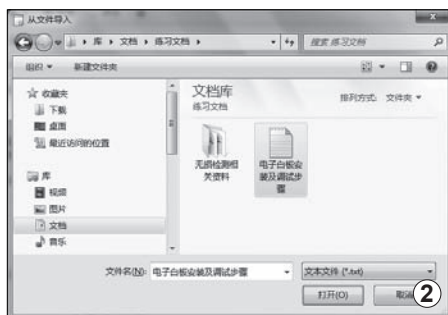 从文件导入
库 ▸ 文档 ▸ 练习文档 ▸
搜索 练习文档
组织 ▼ 新建文件夹
收藏夹
下载
桌面
最近访问的位置
库
视频
图片
文档
音乐
文档库
练习文档
排列方式: 文件夹 ▼
无损检测相
关资料
电子白板安
装及调试步
骤
文件名(N): 电子白板安装及调试步骤
文本文件 (*.txt)
打开(O)
取消
2